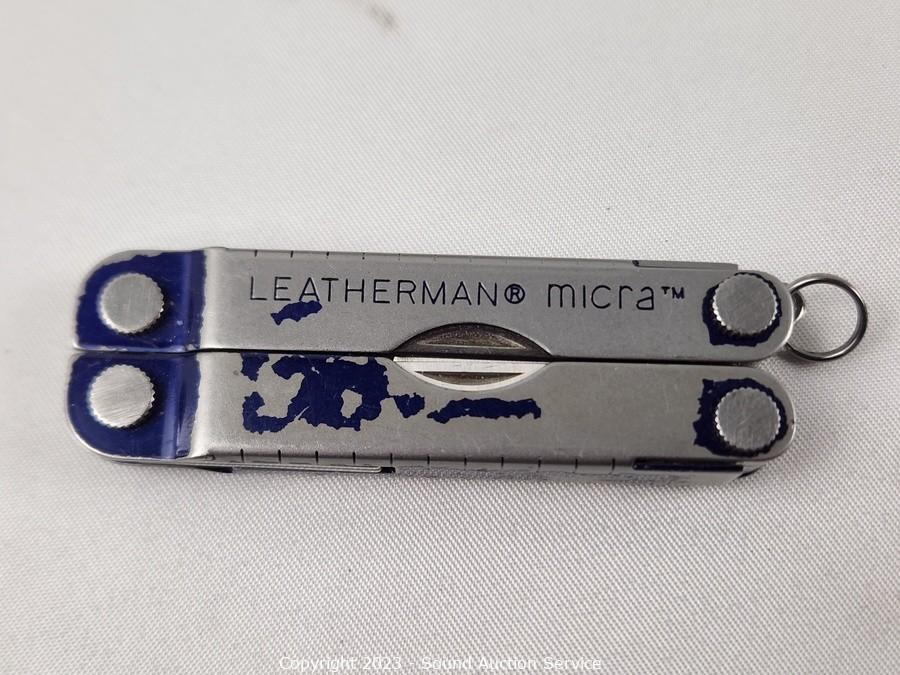 LEATHERMAN® micra™
Copyright 2023 - Sound Auction Service